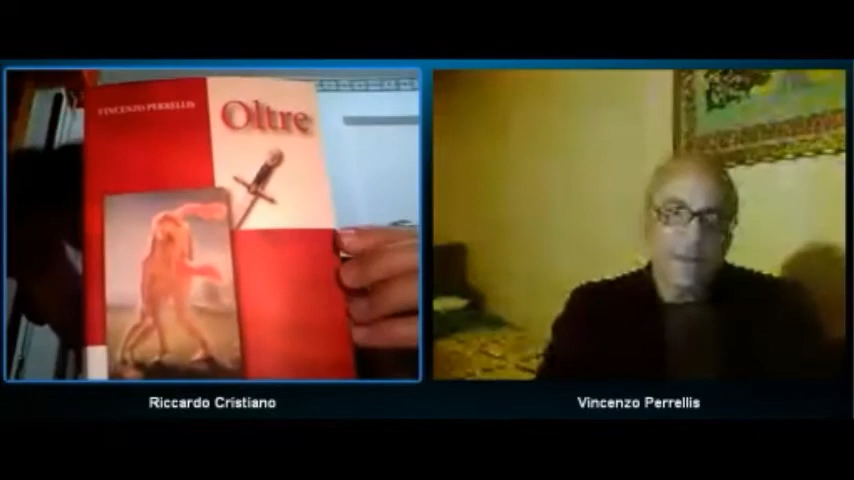 VINCENZO PERRELLIS
Oltre
Riccardo Cristiano
Vincenzo Perrellis